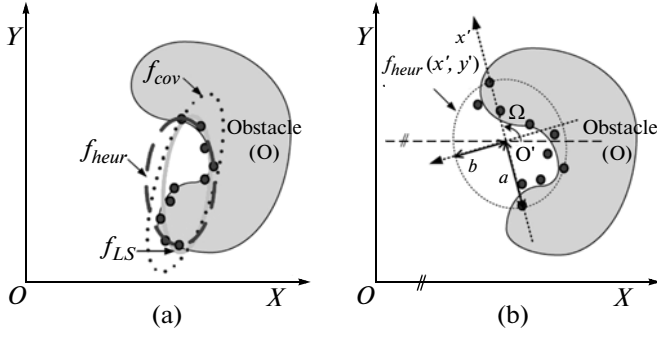 Y
f_cov
Obstacle
(O)
f_heur
f_LS
O
X
(a)
Y
x'
f_heur (x', y')
Ω
Obstacle
(O)
O'
b
a
O
X
(b)